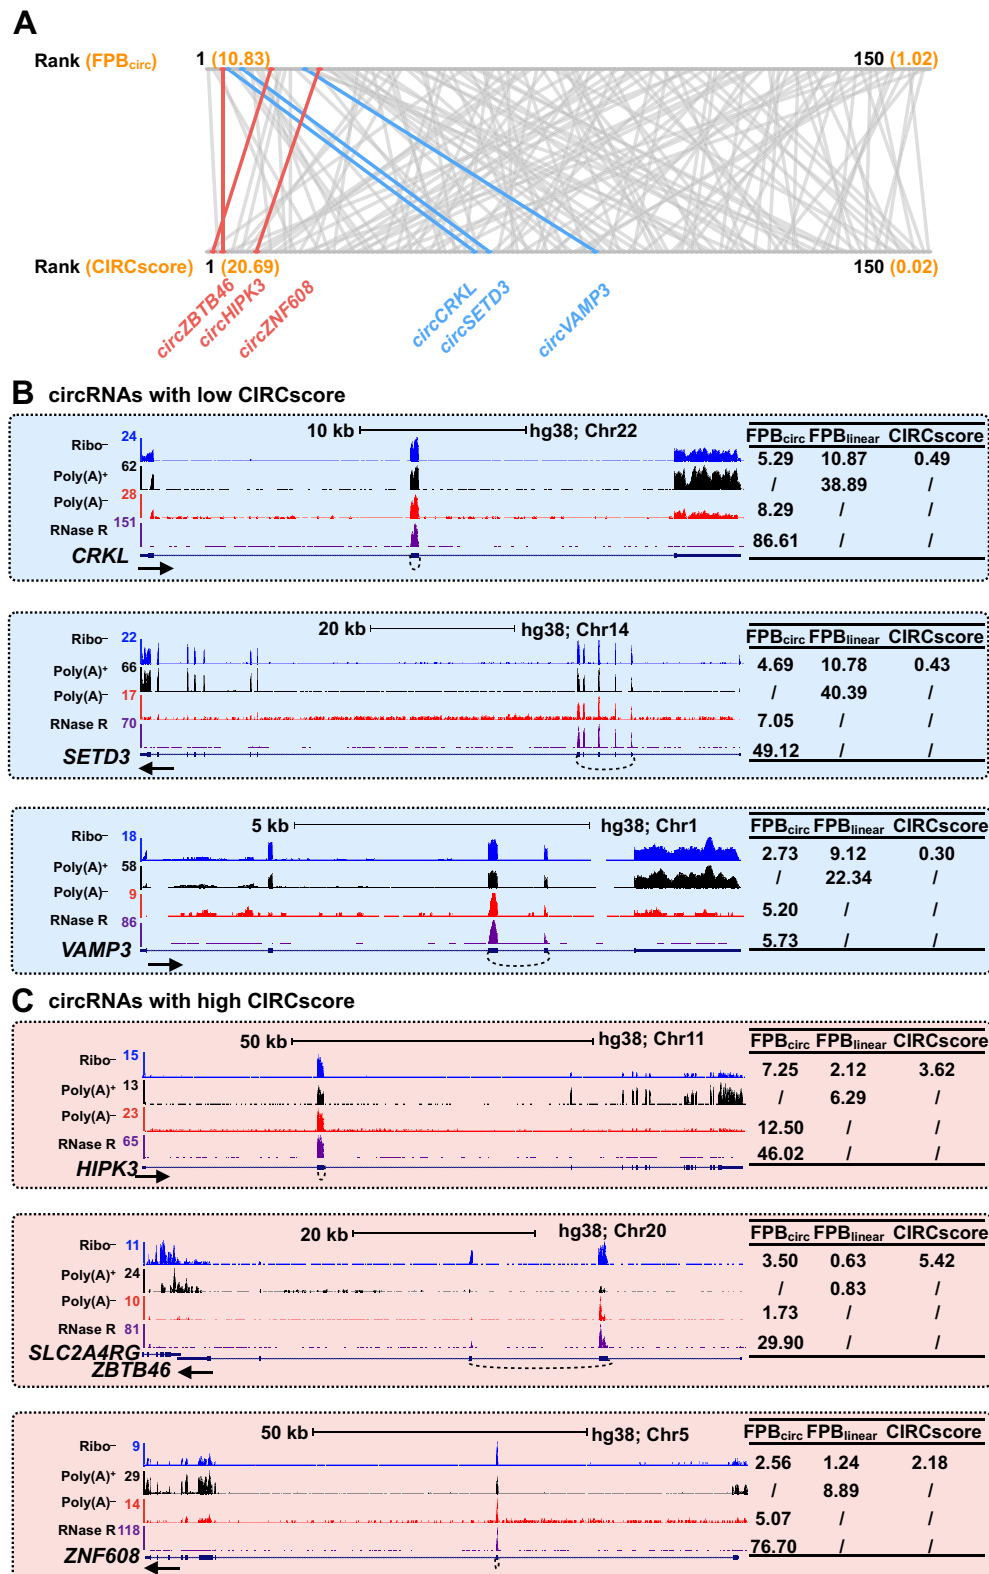 A
Rank (FPBcirc) 1 (10.83) 150 (1.02)
Rank (CIRCscore) 1 (20.69) 150 (0.02)
circZBTB46
circHIPK3
circZNF608
circCRKL
circSETD3
circVAMP3
B circRNAs with low CIRCscore
10 kb hg38; Chr22
FPBcirc FPBlinear CIRCscore
Ribo– 24 5.29 10.87 0.49
Poly(A)+ 62 / 38.89 /
Poly(A)– 28 8.29 / /
RNase R 151 86.61 / /
CRKL
20 kb hg38; Chr14
FPBcirc FPBlinear CIRCscore
Ribo– 22 4.69 10.78 0.43
Poly(A)+ 66 / 40.39 /
Poly(A)– 17 7.05 / /
RNase R 70 49.12 / /
SETD3
5 kb hg38; Chr1
FPBcirc FPBlinear CIRCscore
Ribo– 18 2.73 9.12 0.30
Poly(A)+ 58 / 22.34 /
Poly(A)– 9 5.20 / /
RNase R 86 5.73 / /
VAMP3
C circRNAs with high CIRCscore
50 kb hg38; Chr11
FPBcirc FPBlinear CIRCscore
Ribo– 15 7.25 2.12 3.62
Poly(A)+ 13 / 6.29 /
Poly(A)– 23 12.50 / /
RNase R 65 46.02 / /
HIPK3
20 kb hg38; Chr20
FPBcirc FPBlinear CIRCscore
Ribo– 11 3.50 0.63 5.42
Poly(A)+ 24 / 0.83 /
Poly(A)– 10 1.73 / /
RNase R 81 29.90 / /
SLC2A4RG
ZBTB46
50 kb hg38; Chr5
FPBcirc FPBlinear CIRCscore
Ribo– 9 2.56 1.24 2.18
Poly(A)+ 29 / 8.89 /
Poly(A)– 14 5.07 / /
RNase R 118 76.70 / /
ZNF608